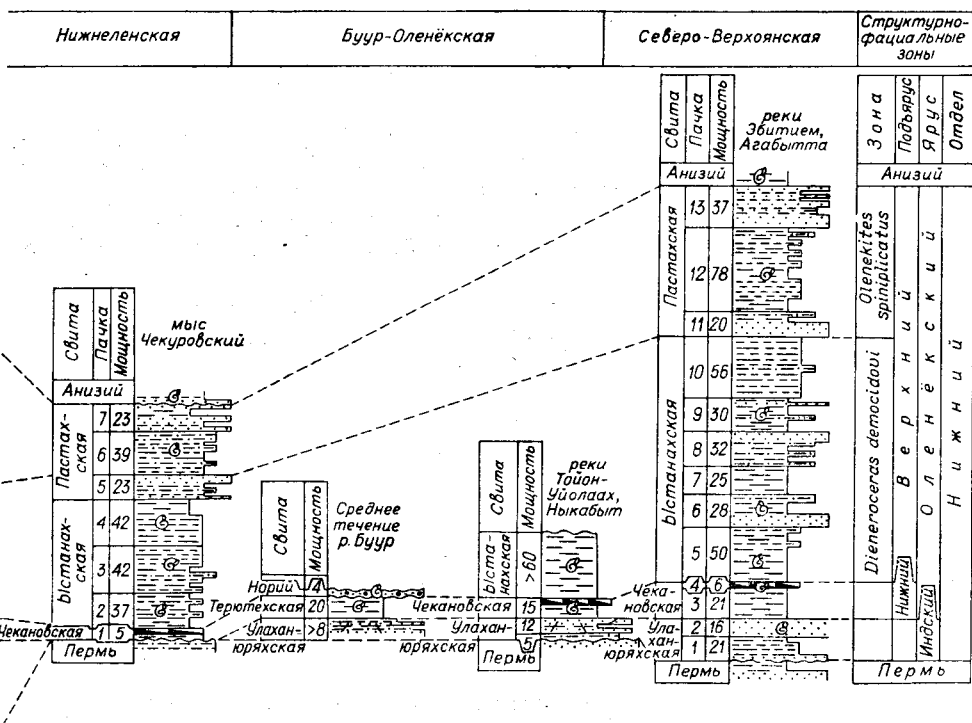 Нижнеленская
Буур-Оленёкская
Северо-Верхоянская
Структурно-
фациальные
зоны
Свита
Пачка
Мощность
мыс
Чекуровский
Анизий
Пастах-
ская
7 23
6 39
5 23
Ыстанах-
ская
4 42
3 42
2 37
Чекановская 1 5
Пермь
Свита
Мощность
Среднее
течение
р. Буур
Норий 4
Терютехская 20
Улахан-
юряхская
>8
Свита
Мощность
реки
Тойон-
Уйолаах,
Ныкабыт
Ыста-
нахская
>60
Чекановская 15
Улахан-
юряхская
12
5
Пермь
Свита
Пачка
Мощность
реки
Эбитием,
Агабытта
Анизий
Пастахская
13 37
12 78
11 20
Ыстанахская
10 56
9 30
8 32
7 25
6 28
5 50
Чека-
новская
4 6
3 21
Ула-
хан-
юряхская
2 16
1 21
Пермь
Зона
Подъярус
Ярус
Отдел
Анизий
Olenekites
spiniplicatus
Dieneroceras democidovi
Верхний
Нижний
Оленёкский
Индский
Нижний
Пермь